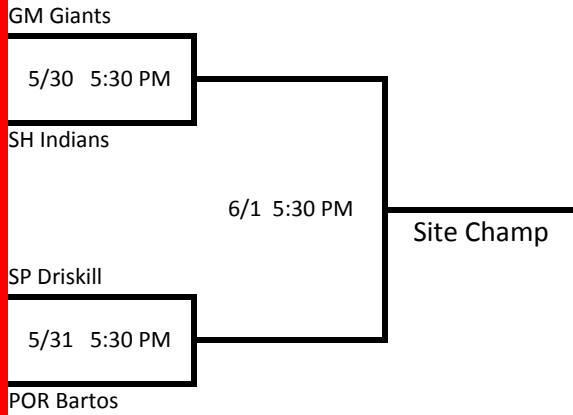 GM Giants
5/30 5:30 PM
SH Indians
6/1 5:30 PM
Site Champ
SP Driskill
5/31 5:30 PM
POR Bartos